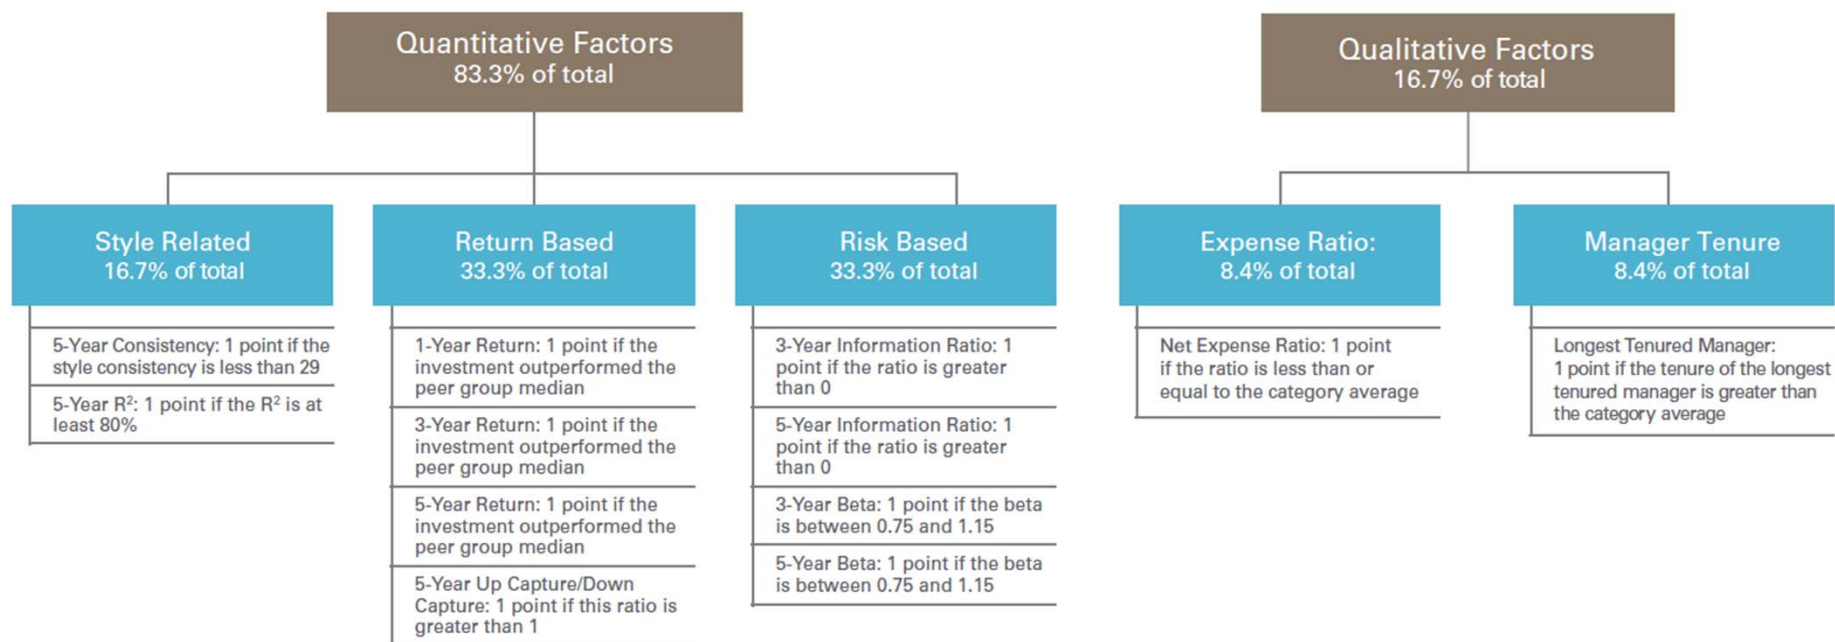 Quantitative Factors
83.3% of total
Qualitative Factors
16.7% of total
Style Related
16.7% of total
Return Based
33.3% of total
Risk Based
33.3% of total
Expense Ratio:
8.4% of total
Manager Tenure
8.4% of total
5-Year Consistency: 1 point if the
style consistency is less than 29
5-Year R²: 1 point if the R² is at
least 80%
1-Year Return: 1 point if the
investment outperformed the
peer group median
3-Year Return: 1 point if the
investment outperformed the
peer group median
5-Year Return: 1 point if the
investment outperformed the
peer group median
5-Year Up Capture/Down
Capture: 1 point if this ratio is
greater than 1
3-Year Information Ratio: 1
point if the ratio is greater
than 0
5-Year Information Ratio: 1
point if the ratio is greater
than 0
3-Year Beta: 1 point if the beta
is between 0.75 and 1.15
5-Year Beta: 1 point if the beta
is between 0.75 and 1.15
Net Expense Ratio: 1 point
if the ratio is less than or
equal to the category average
Longest Tenured Manager:
1 point if the tenure of the longest
tenured manager is greater than
the category average